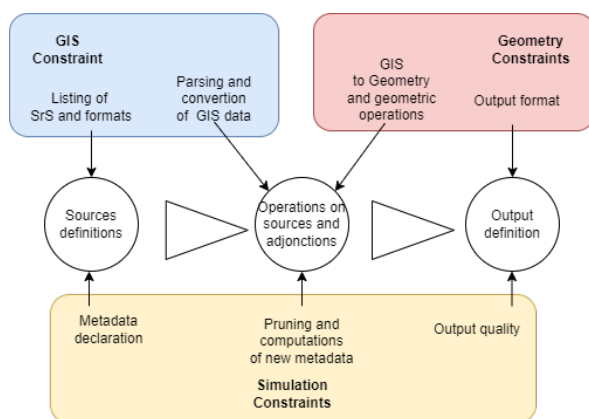 GIS
Constraint
Listing of
SrS and formats
Parsing and
convertion
of GIS data
Geometry
Constraints
GIS
to Geometry
and geometric
operations
Output format
Sources
definitions
Operations on
sources and
adjonctions
Output
definition
Metadata
declaration
Pruning and
computations
of new metadata
Output quality
Simulation
Constraints